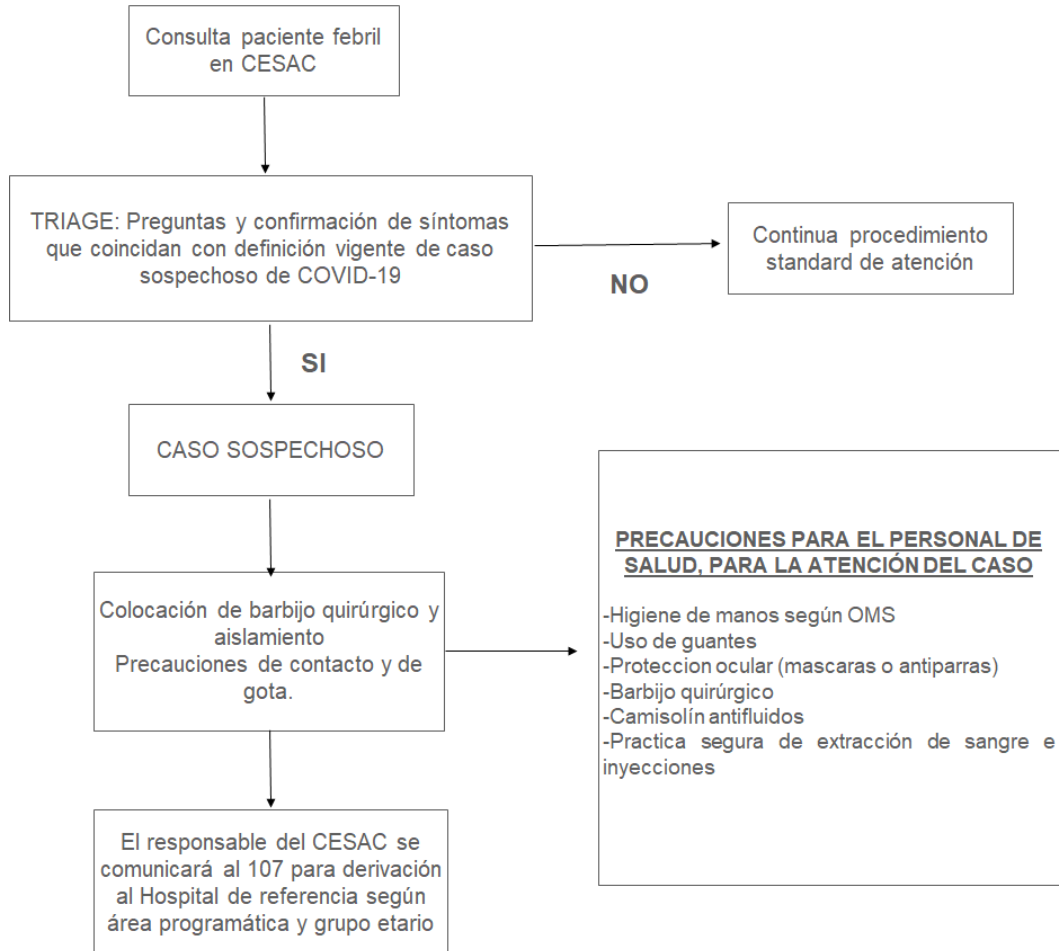 Consulta paciente febril
en CESAC
TRIAGE: Preguntas y confirmación de síntomas
que coincidan con definición vigente de caso
sospechoso de COVID-19
NO
Continua procedimiento
standard de atención
SI
CASO SOSPECHOSO
Colocación de barbijo quirúrgico y
aislamiento
Precauciones de contacto y de
gota.
PRECAUCIONES PARA EL PERSONAL DE
SALUD, PARA LA ATENCIÓN DEL CASO
-Higiene de manos según OMS
-Uso de guantes
-Proteccion ocular (mascaras o antiparras)
-Barbijo quirúrgico
-Camisolín antifluidos
-Practica segura de extracción de sangre e
inyecciones
El responsable del CESAC se
comunicará al 107 para derivación
al Hospital de referencia según
área programática y grupo etario